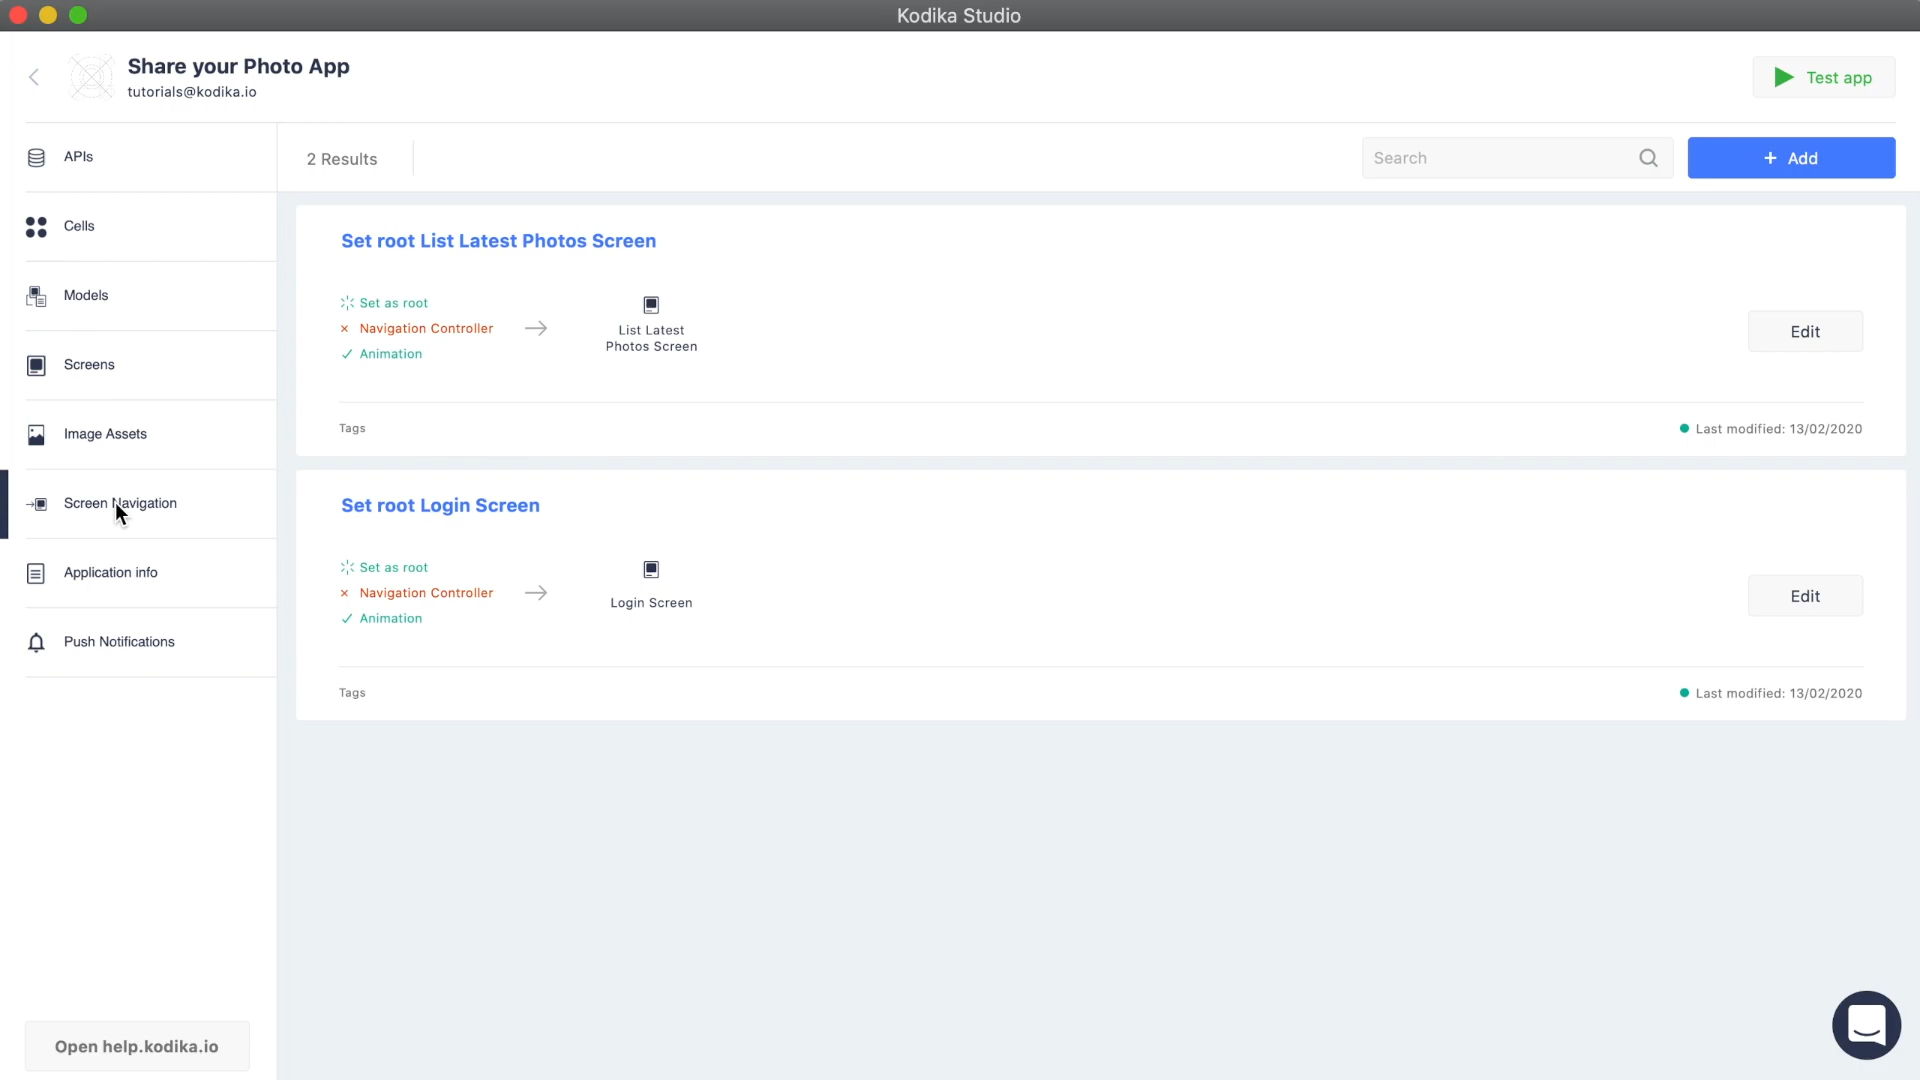 Kodika Studio
Share your Photo App
tutorials@kodika.io
Test app
APIs
Cells
Models
Screens
Image Assets
Screen Navigation
Application info
Push Notifications
Open help.kodika.io
2 Results
Search
+ Add
Set root List Latest Photos Screen
Set as root
× Navigation Controller
✓ Animation
→
List Latest
Photos Screen
Edit
Tags
Last modified: 13/02/2020
Set root Login Screen
Set as root
× Navigation Controller
✓ Animation
→
Login Screen
Edit
Tags
Last modified: 13/02/2020